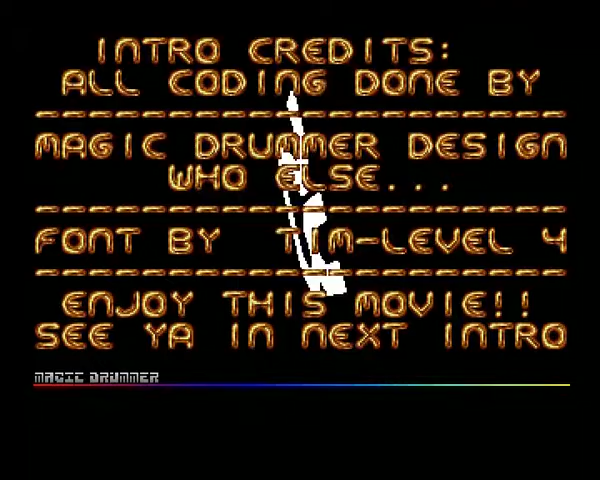 INTRO CREDITS:
ALL CODING DONE BY
--------------------
MAGIC DRUMMER DESIGN
WHO ELSE...
--------------------
FONT BY TIM-LEVEL 4
--------------------
ENJOY THIS MOVIE!!
SEE YA IN NEXT INTRO
MAGIC DRUMMER